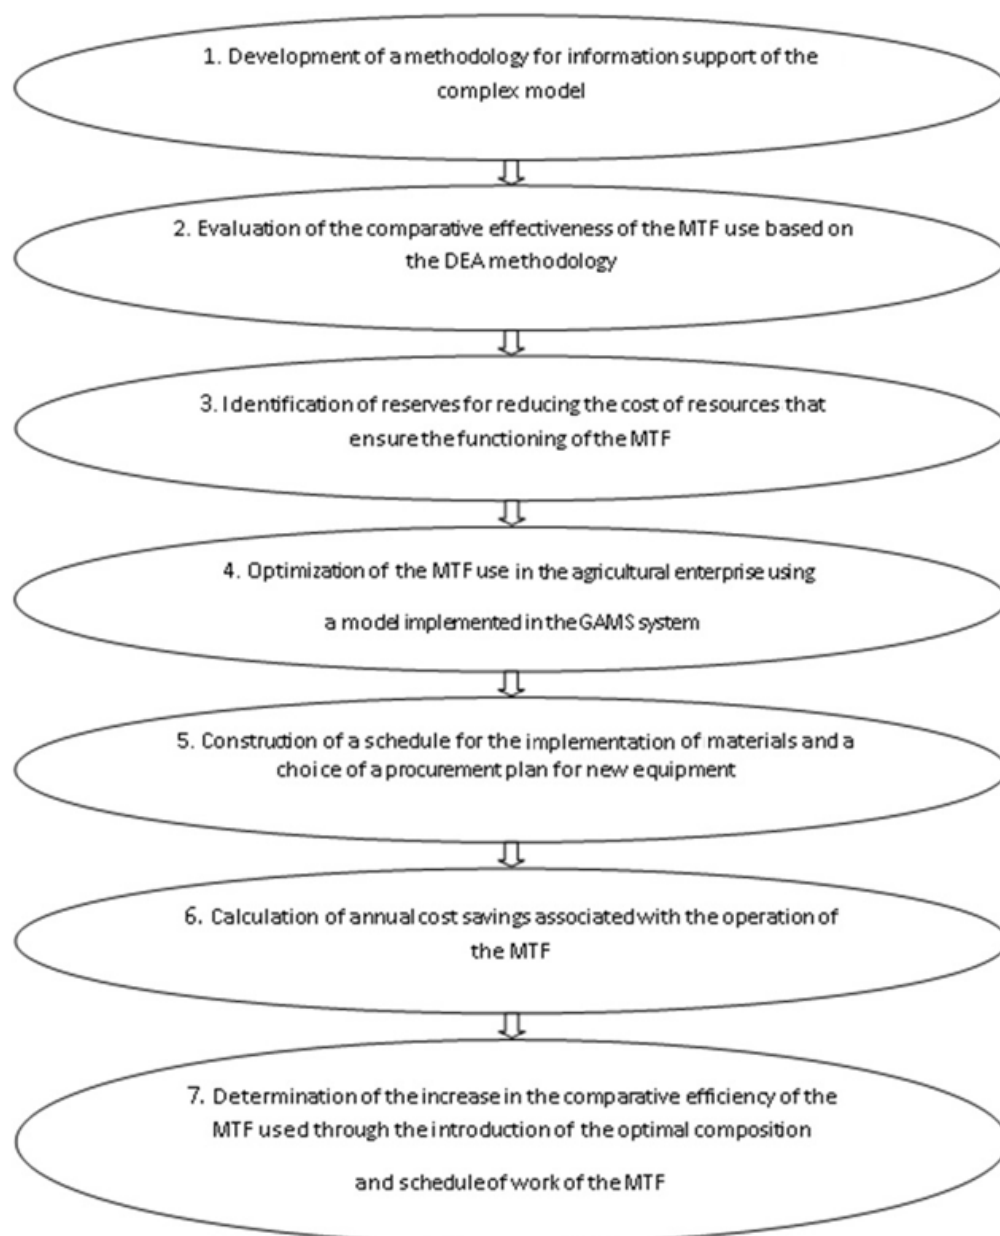 1. Development of a methodology for information support of the
complex model
2. Evaluation of the comparative effectiveness of the MTF use based on
the DEA methodology
3. Identification of reserves for reducing the cost of resources that
ensure the functioning of the MTF
4. Optimization of the MTF use in the agricultural enterprise using
a model implemented in the GAMS system
5. Construction of a schedule for the implementation of materials and a
choice of a procurement plan for new equipment
6. Calculation of annual cost savings associated with the operation of
the MTF
7. Determination of the increase in the comparative efficiency of the
MTF used through the introduction of the optimal composition
and schedule of work of the MTF